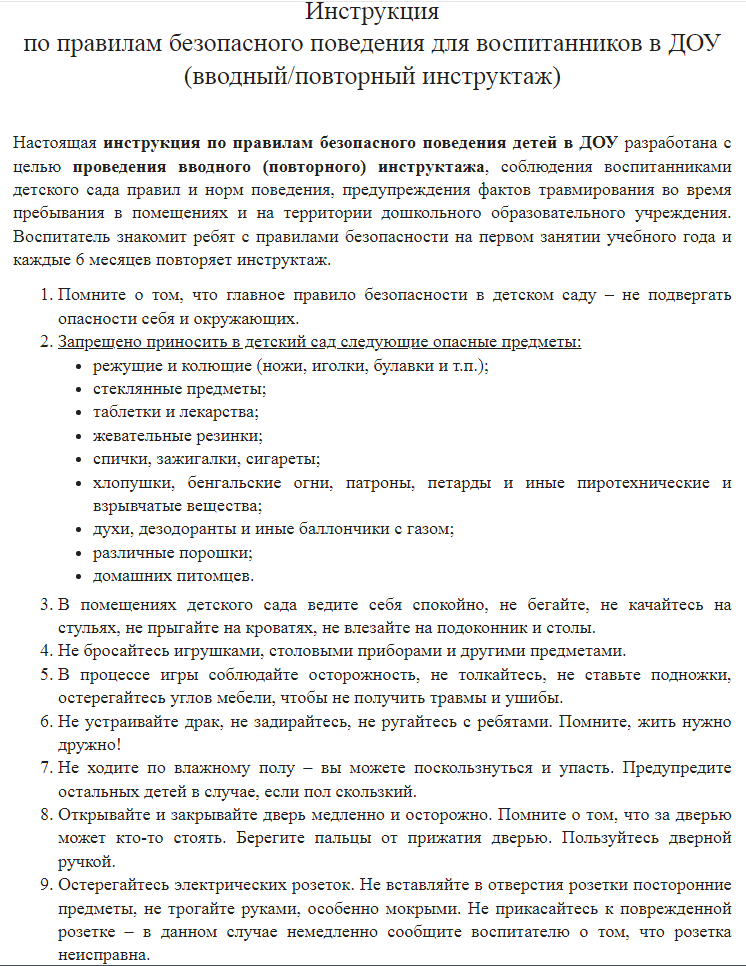 Инструкция
по правилам безопасного поведения для воспитанников в ДОУ
(вводный/повторный инструктаж)
Настоящая инструкция по правилам безопасного поведения детей в ДОУ разработана с
целью проведения вводного (повторного) инструктажа, соблюдения воспитанниками
детского сада правил и норм поведения, предупреждения фактов травмирования во время
пребывания в помещениях и на территории дошкольного образовательного учреждения.
Воспитатель знакомит ребят с правилами безопасности на первом занятии учебного года и
каждые 6 месяцев повторяет инструктаж.
1. Помните о том, что главное правило безопасности в детском саду – не подвергать
опасности себя и окружающих.
2. Запрещено приносить в детский сад следующие опасные предметы:
• режущие и колющие (ножи, иголки, булавки и т.п.);
• стеклянные предметы;
• таблетки и лекарства;
• жевательные резинки;
• спички, зажигалки, сигареты;
• хлопушки, бенгальские огни, патроны, петарды и иные пиротехнические и
взрывчатые вещества;
• духи, дезодоранты и иные баллончики с газом;
• различные порошки;
• домашних питомцев.
3. В помещениях детского сада ведите себя спокойно, не бегайте, не качайтесь на
стульях, не прыгайте на кроватях, не влезайте на подоконник и столы.
4. Не бросайтесь игрушками, столовыми приборами и другими предметами.
5. В процессе игры соблюдайте осторожность, не толкайтесь, не ставьте подножки,
остерегайтесь углов мебели, чтобы не получить травмы и ушибы.
6. Не устраивайте драк, не задирайтесь, не ругайтесь с ребятами. Помните, жить нужно
дружно!
7. Не ходите по влажному полу – вы можете поскользнуться и упасть. Предупредите
остальных детей в случае, если пол скользкий.
8. Открывайте и закрывайте дверь медленно и осторожно. Помните о том, что за дверью
может кто-то стоять. Берегите пальцы от прижатия дверью. Пользуйтесь дверной
ручкой.
9. Остерегайтесь электрических розеток. Не вставляйте в отверстия розетки посторонние
предметы, не трогайте руками, особенно мокрыми. Не прикасайтесь к поврежденной
розетке – в данном случае немедленно сообщите воспитателю о том, что розетка
неисправна.